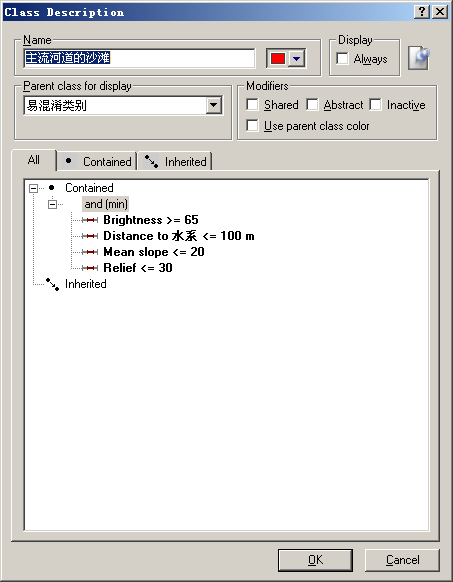 Class Description
Name
主流河道的沙滩
Display
Always
Parent class for display
易混淆类别
Modifiers
Shared Abstract Inactive
Use parent class color
All Contained Inherited
Contained
and (min)
Brightness >= 65
Distance to 水系 <= 100 m
Mean slope <= 20
Relief <= 30
Inherited
OK Cancel